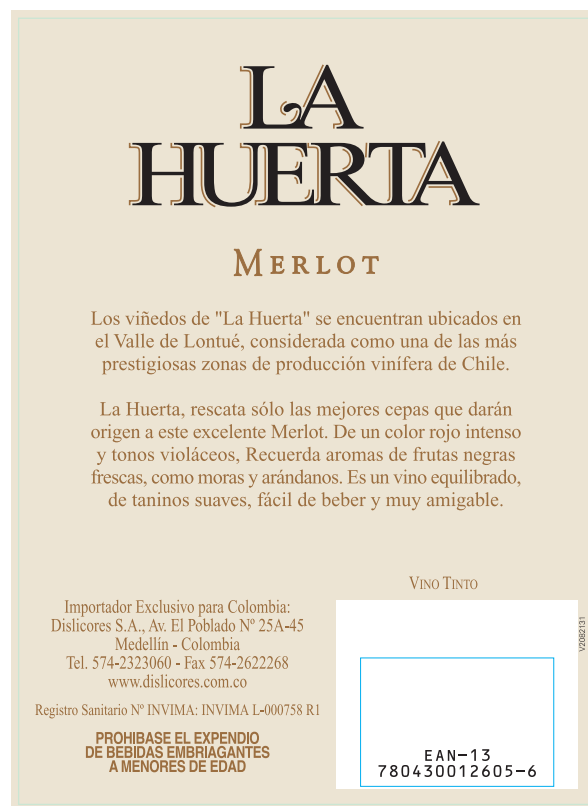 LA
HUERTA
MERLOT
Los viñedos de "La Huerta" se encuentran ubicados en
el Valle de Lontué, considerada como una de las más
prestigiosas zonas de producción vinífera de Chile.
La Huerta, rescata sólo las mejores cepas que darán
origen a este excelente Merlot. De un color rojo intenso
y tonos violáceos, Recuerda aromas de frutas negras
frescas, como moras y arándanos. Es un vino equilibrado,
de taninos suaves, fácil de beber y muy amigable.
VINO TINTO
Importador Exclusivo para Colombia:
Dislicores S.A., Av. El Poblado Nº 25A-45
Medellín - Colombia
Tel. 574-2323060 - Fax 574-2622268
www.dislicores.com.co
Registro Sanitario Nº INVIMA: INVIMA L-000758 R1
PROHIBASE EL EXPENDIO
DE BEBIDAS EMBRIAGANTES
A MENORES DE EDAD
V2082131
EAN-13
780430012605-6